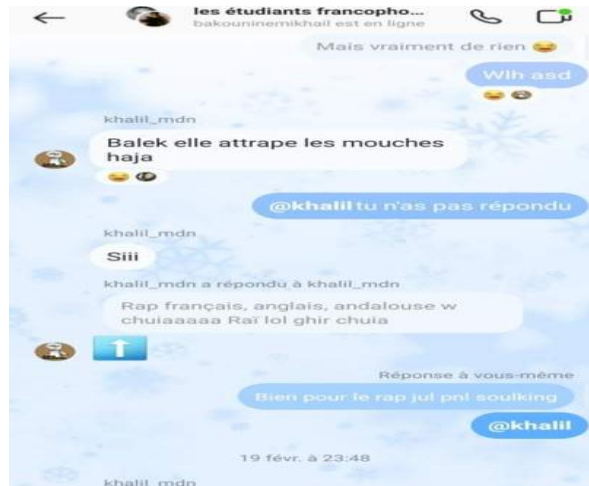 les étudiants francopho...
bakouninemikhail est en ligne
Mais vraiment de rien 😂
Wlh asd
khalil_mdn
Balek elle attrape les mouches
haja
@khalil tu n'as pas répondu
khalil_mdn
Siii
khalil_mdn a répondu à khalil_mdn
Rap français, anglais, andalouse w
chuiaaaaa Raï lol ghir chuia
⬆️
Réponse à vous-même
Bien pour le rap jul pnl soulking
@khalil
19 févr. à 23:48
khalil_mdn